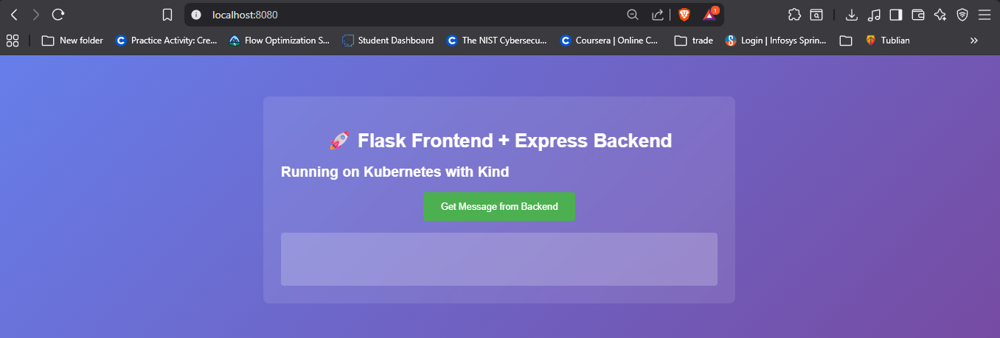 localhost:8080
1
New folder
Practice Activity: Cre...
Flow Optimization S...
Student Dashboard
The NIST Cybersecu...
Coursera | Online C...
trade
Login | Infosys Sprin...
Tublian
🚀 Flask Frontend + Express Backend
Running on Kubernetes with Kind
Get Message from Backend